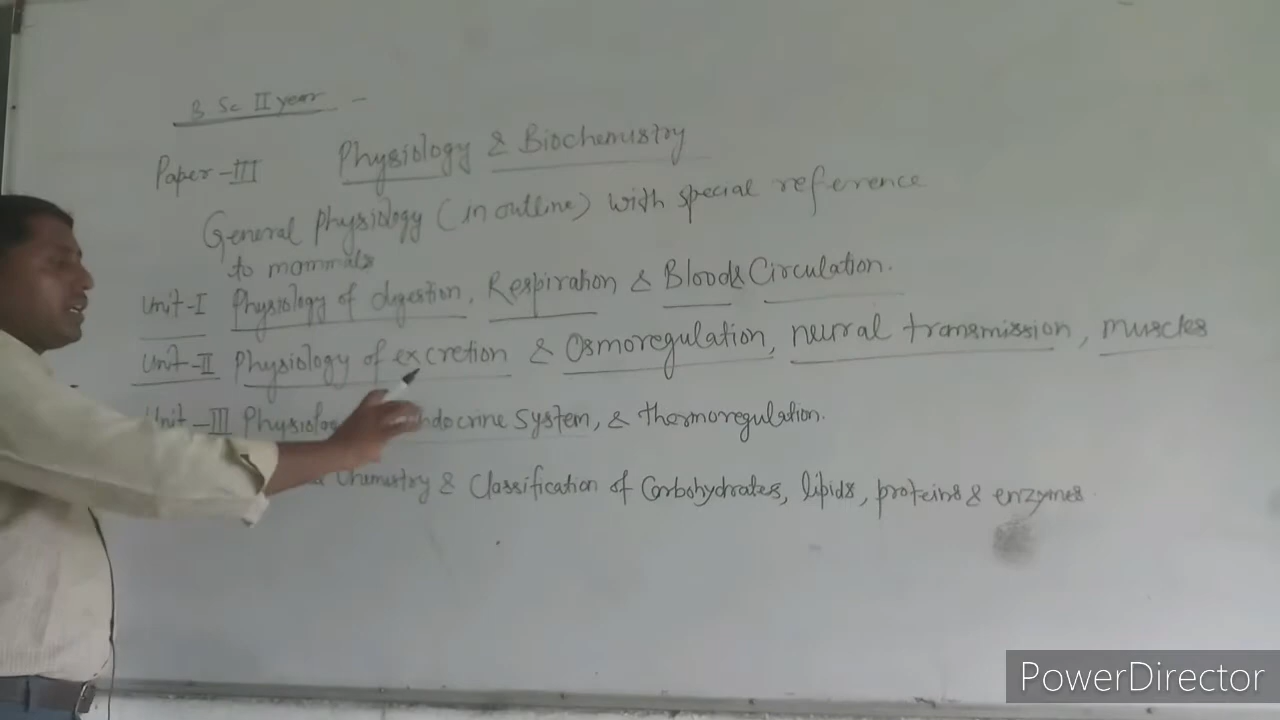 B Sc II year -
Paper-III Physiology & Biochemistry
General physiology (in outline) with special reference
to mammals
Unit-I Physiology of digestion, Respiration & Blood & Circulation.
Unit-II Physiology of excretion & Osmoregulation, neural transmission, muscles
Unit-III Physiolo ndocrine System, & thermoregulation.
Chemistry & Classification of Carbohydrates, lipids, proteins & enzymes
PowerDirector